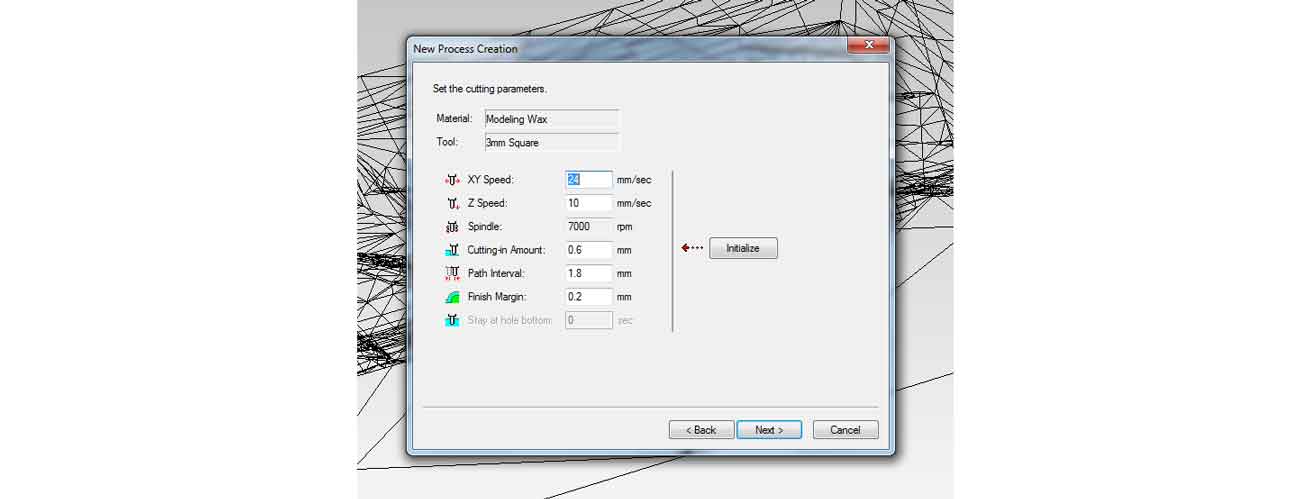 New Process Creation
Set the cutting parameters.
Material: Modeling Wax
Tool: 3mm Square
XY Speed: 24 mm/sec
Z Speed: 10 mm/sec
Spindle: 7000 rpm
Initialize
Cutting-in Amount: 0.6 mm
Path Interval: 1.8 mm
Finish Margin: 0.2 mm
Stay at hole bottom: 0 sec
< Back Next > Cancel